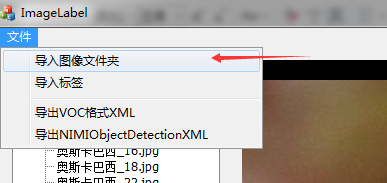 ImageLabel
文件
导入图像文件夹
导入标签
导出VOC格式XML
导出NIMIObjectDetectionXML
奥斯卡巴西_16.jpg
奥斯卡巴西_18.jpg
奥斯卡巴西_22.jpg